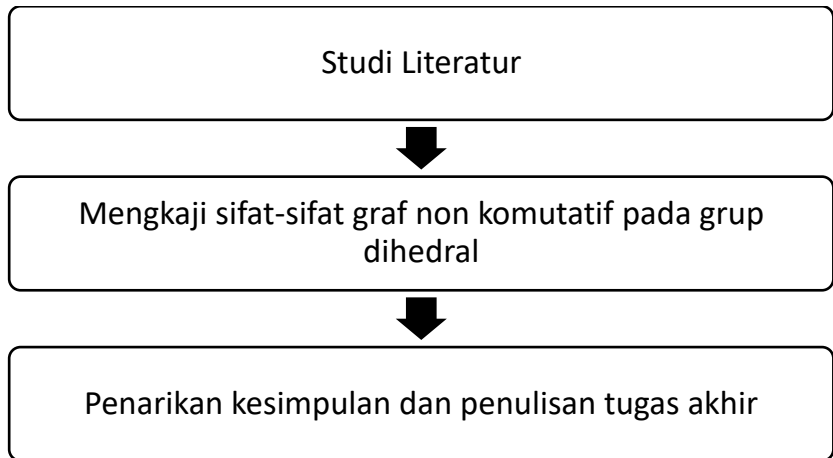 Studi Literatur
Mengkaji sifat-sifat graf non komutatif pada grup
dihedral
Penarikan kesimpulan dan penulisan tugas akhir